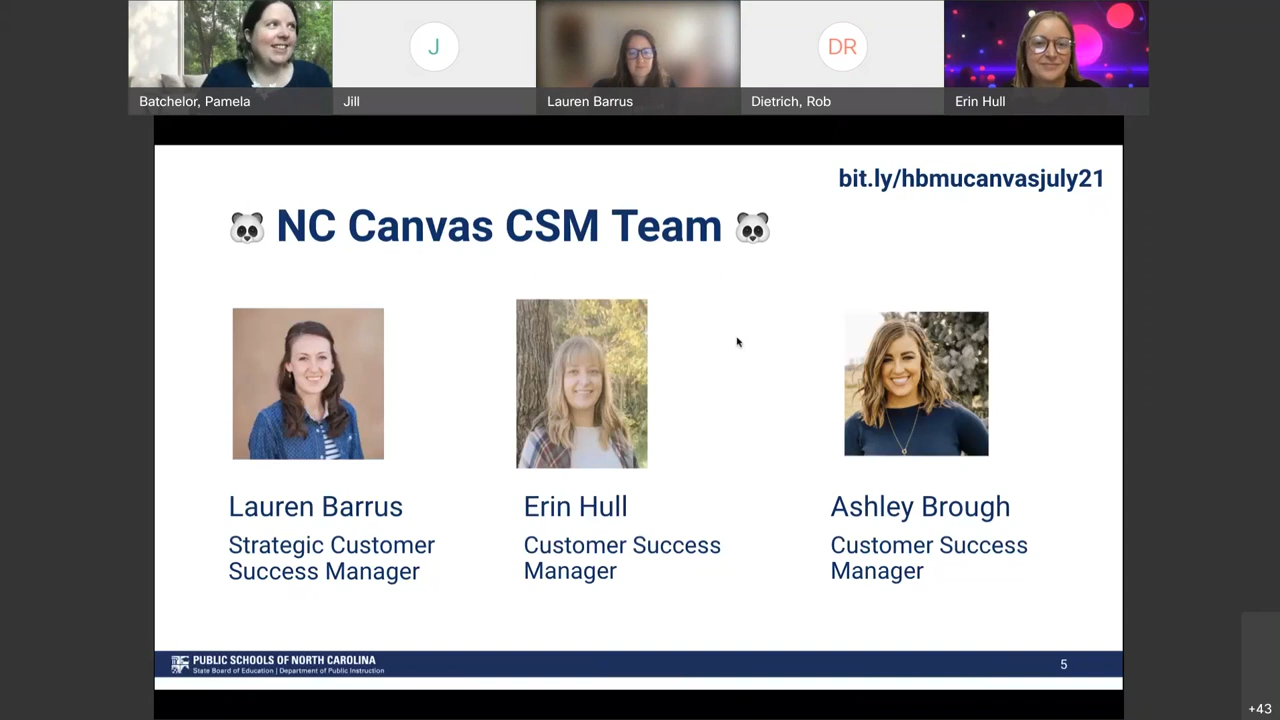 J
DR
Batchelor, Pamela
Jill
Lauren Barrus
Dietrich, Rob
Erin Hull
bit.ly/hbmucanvasjuly21
NC Canvas CSM Team
Lauren Barrus
Strategic Customer
Success Manager
Erin Hull
Customer Success
Manager
Ashley Brough
Customer Success
Manager
PUBLIC SCHOOLS OF NORTH CAROLINA
State Board of Education | Department of Public Instruction
5
+43